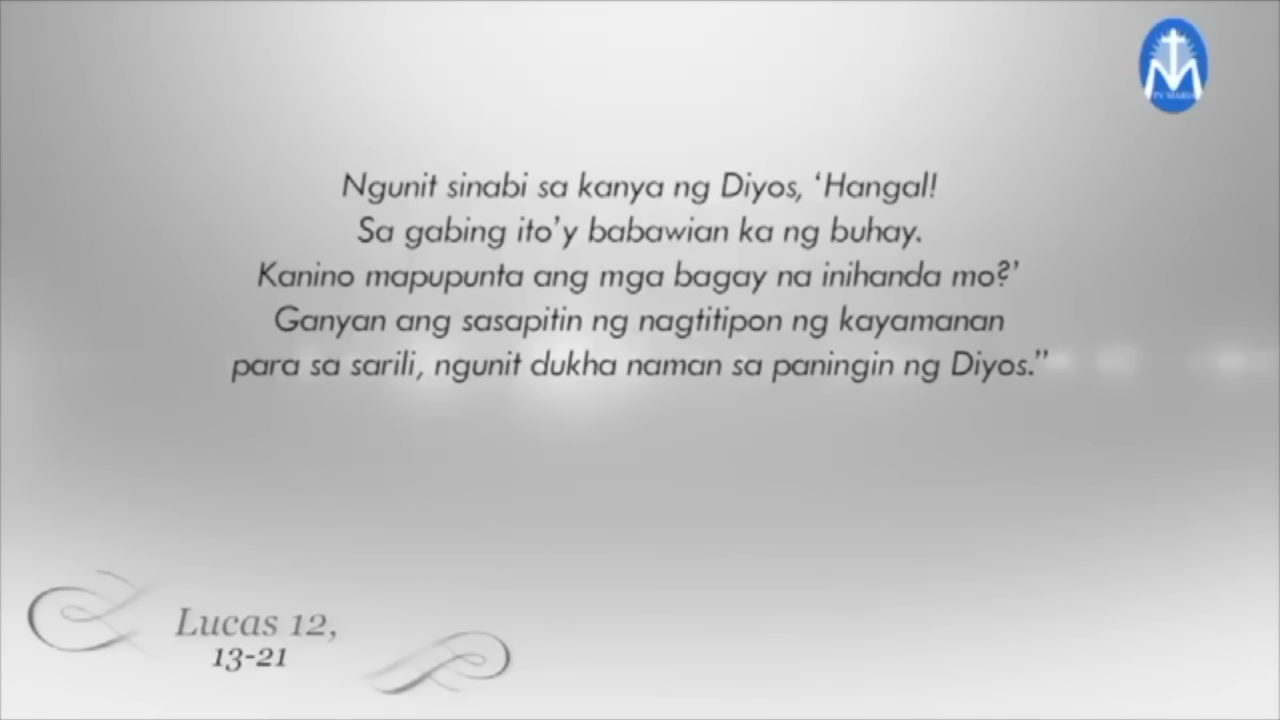 Ngunit sinabi sa kanya ng Diyos, ‘Hangal!
Sa gabing ito’y babawian ka ng buhay.
Kanino mapupunta ang mga bagay na inihanda mo?’
Ganyan ang sasapitin ng nagtitipon ng kayamanan
para sa sarili, ngunit dukha naman sa paningin ng Diyos.”
Lucas 12,
13-21
TV MARIA